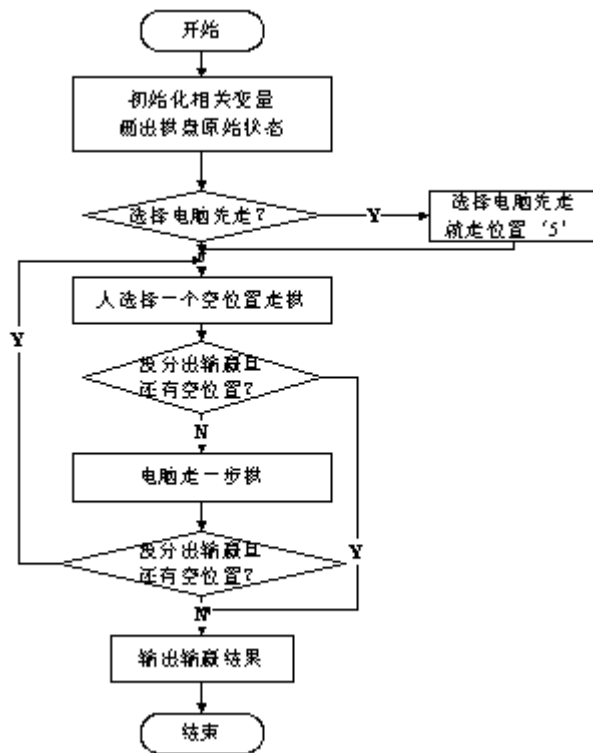 开始
初始化相关变量
画出棋盘原始状态
选择电脑先走？
Y
选择电脑先走
就走位置‘5’
N
人选择一个空位置走棋
Y
没分出输赢且
还有空位置？
N
电脑走一步棋
没分出输赢且
还有空位置？
Y
N
输出输赢结果
结束